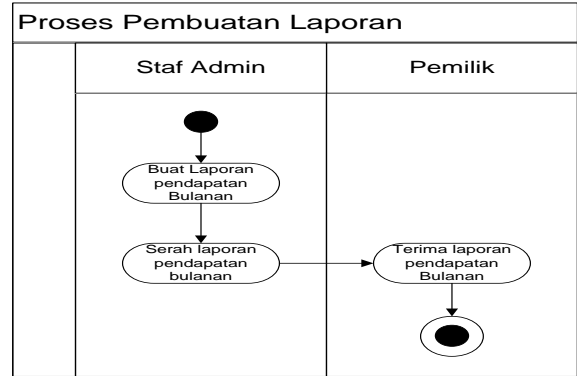 Proses Pembuatan Laporan
Staf Admin
Pemilik
Buat Laporan
pendapatan
Bulanan
Serah laporan
pendapatan
bulanan
Terima laporan
pendapatan
Bulanan